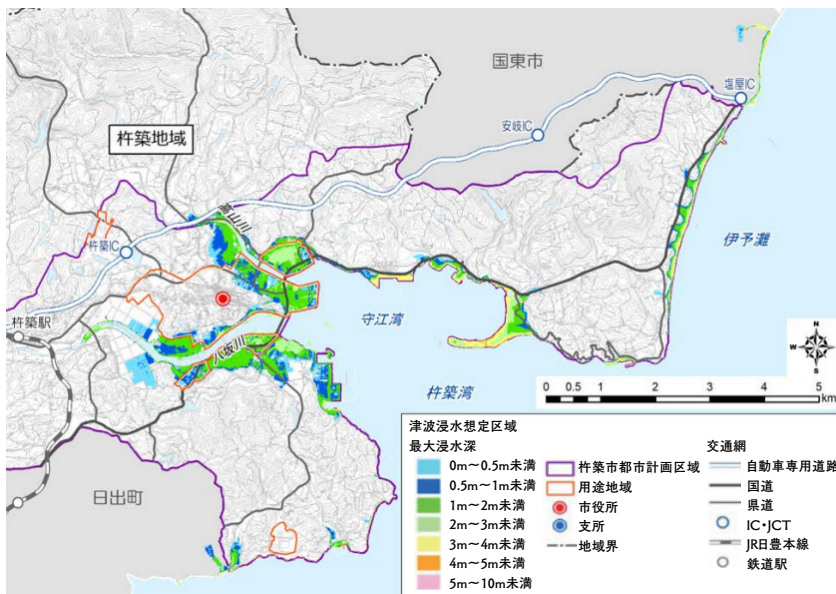 国東市
塩屋IC
安岐IC
杵築地域
高山川
杵築IC
伊予灘
杵築駅
守江湾
八坂川
杵築湾
N
W
E
S
0 0.5 1 2 3 4 5
km
日出町
津波浸水想定区域
最大浸水深
0m～0.5m未満
0.5m～1m未満
1m～2m未満
2m～3m未満
3m～4m未満
4m～5m未満
5m～10m未満
杵築市都市計画区域
用途地域
市役所
支所
地域界
交通網
自動車専用道路
国道
県道
IC・JCT
JR日豊本線
鉄道駅